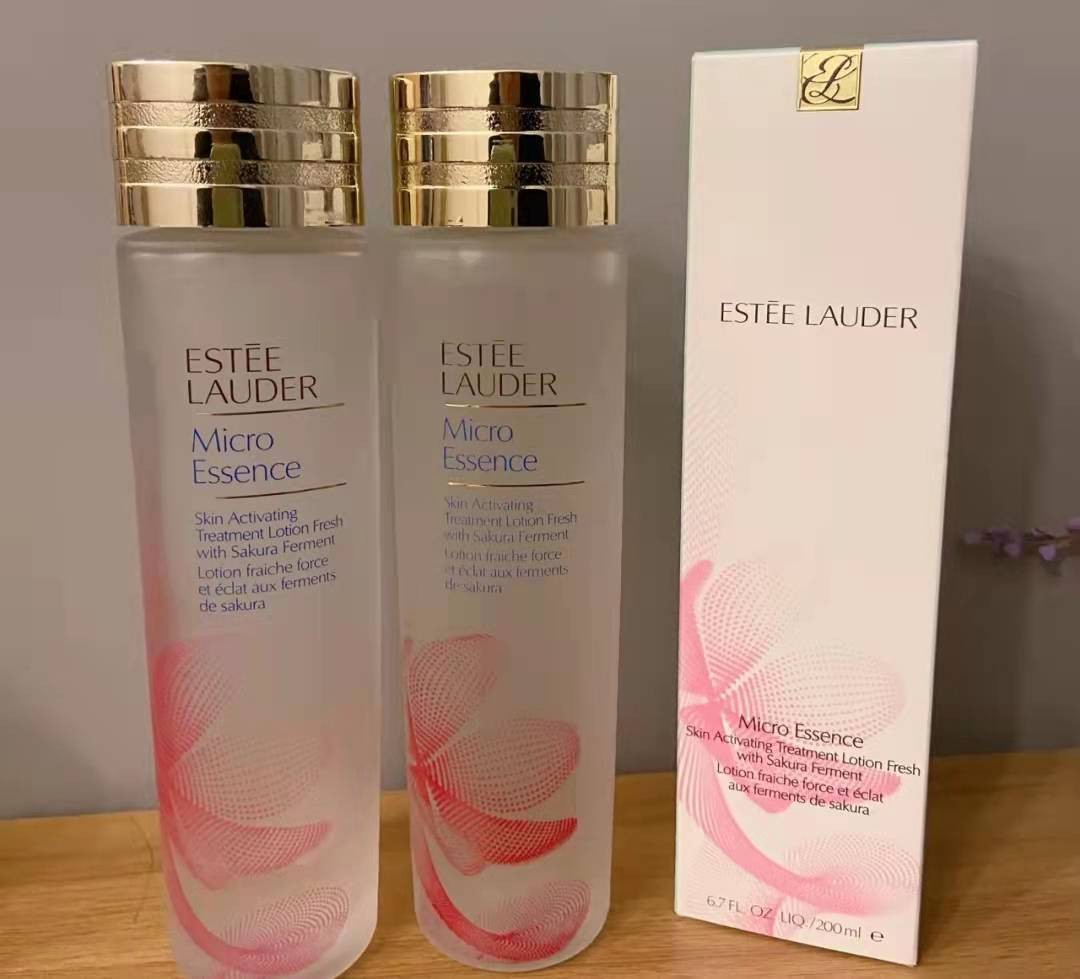 ESTĒE
LAUDER
Micro
Essence
Skin Activating
Treatment Lotion Fresh
with Sakura Ferment
Lotion fraiche force
et éclat aux ferments
de sakura
ESTĒE
LAUDER
Micro
Essence
Skin Activating
Treatment Lotion Fresh
with Sakura Ferment
Lotion fraiche force
et éclat aux ferments
de sakura
EL
ESTĒE LAUDER
Micro Essence
Skin Activating Treatment Lotion Fresh
with Sakura Ferment
Lotion fraiche force et éclat
aux ferments de sakura
6.7 FL. OZ. LIQ./200 ml e